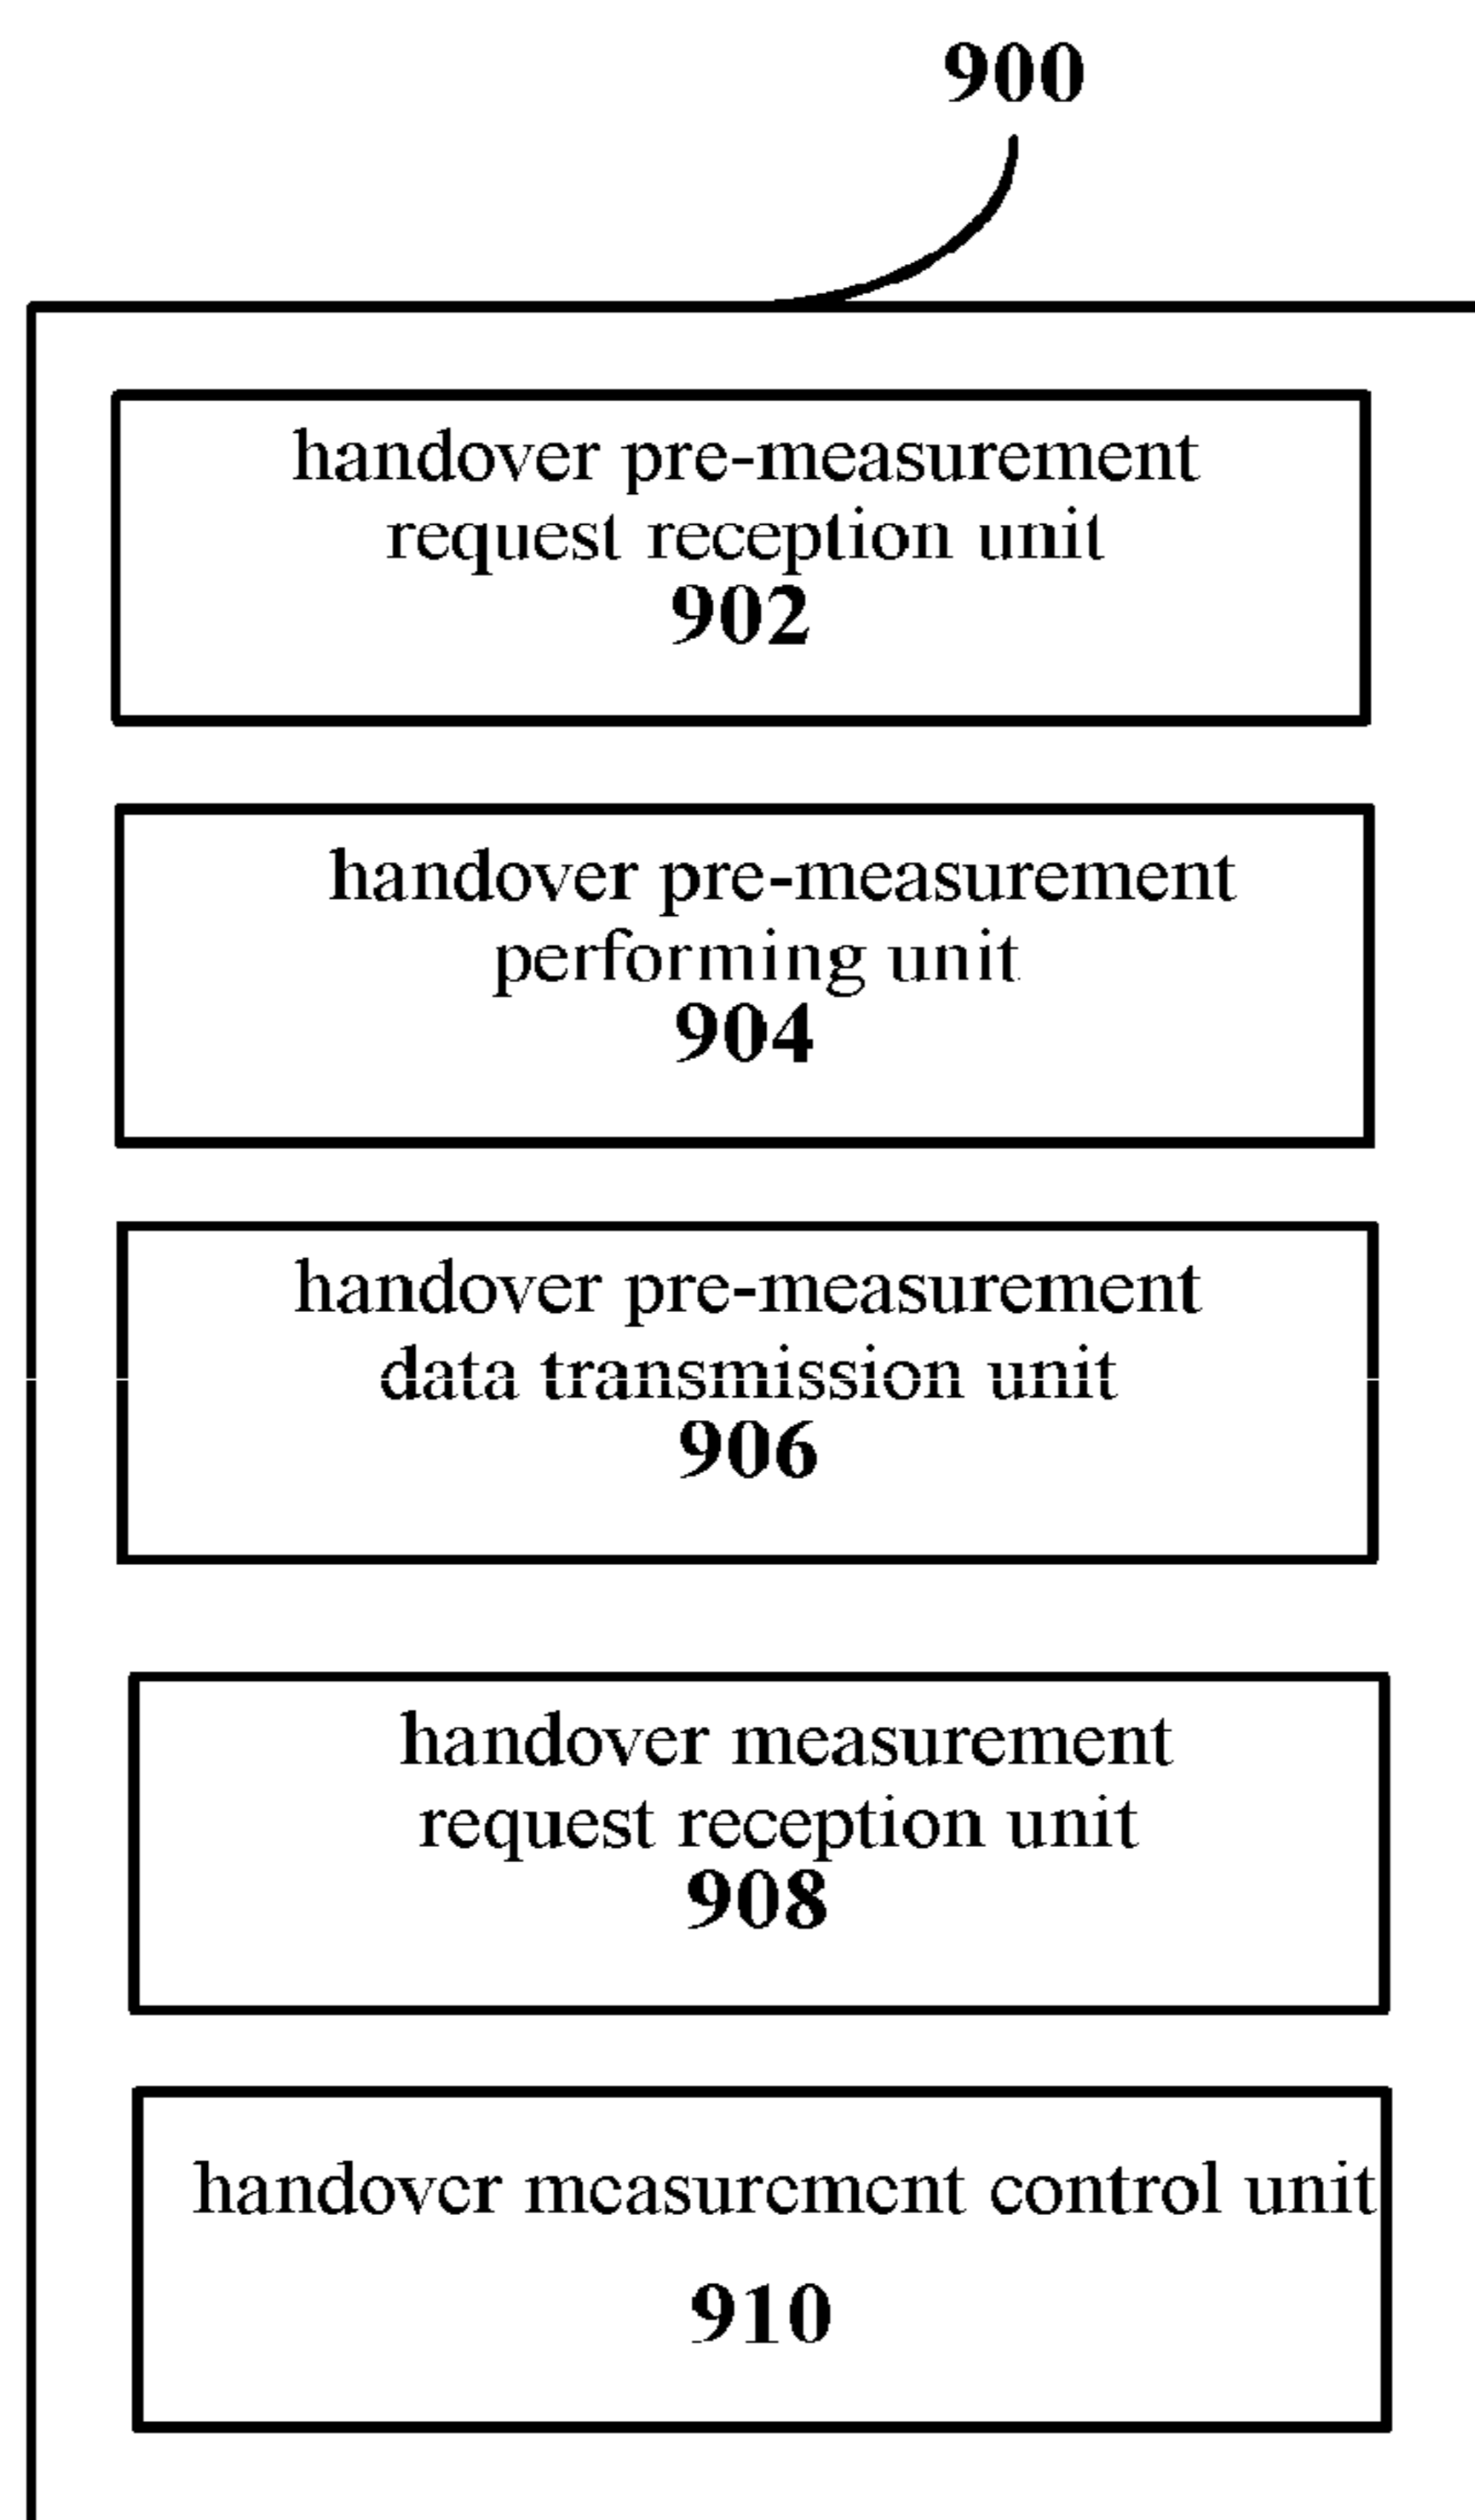 900
handover pre-measurement
request reception unit
902
handover pre-measurement
performing unit
904
handover pre-measurement
data transmission unit
906
handover measurement
request reception unit
908
handover measurement control unit
910